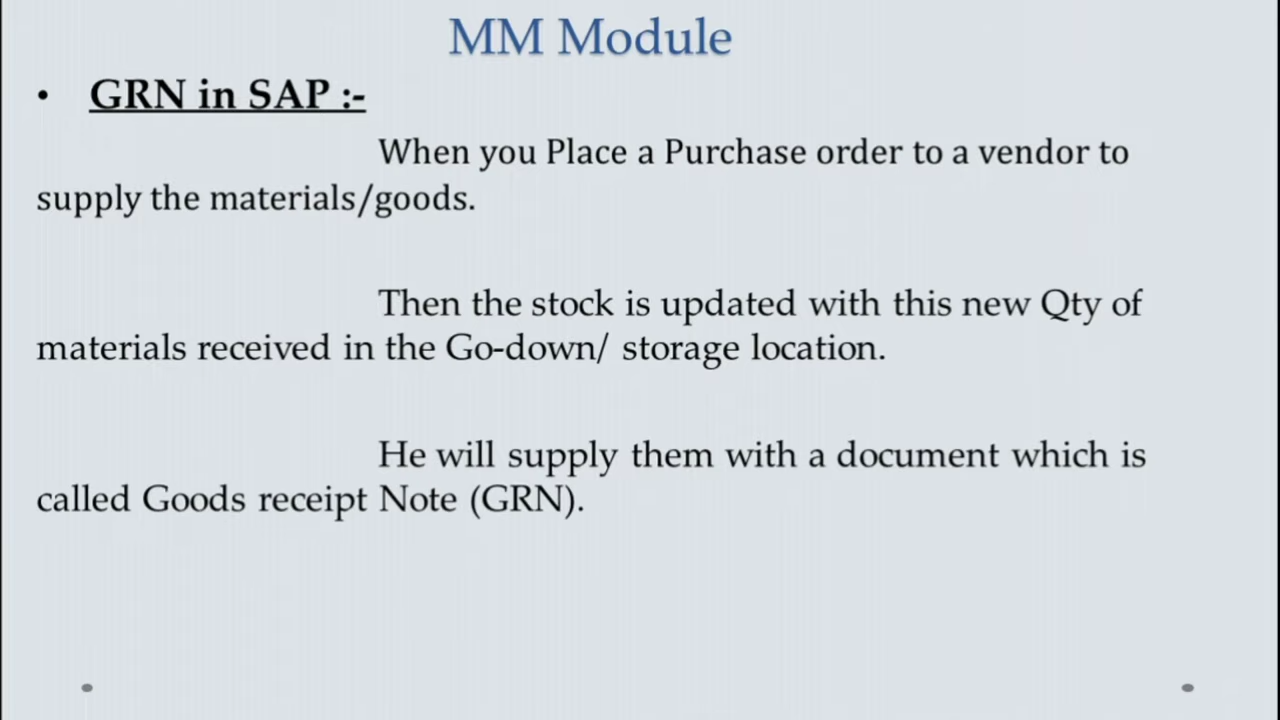 MM Module
• GRN in SAP :-
When you Place a Purchase order to a vendor to
supply the materials/goods.
Then the stock is updated with this new Qty of
materials received in the Go-down/ storage location.
He will supply them with a document which is
called Goods receipt Note (GRN).